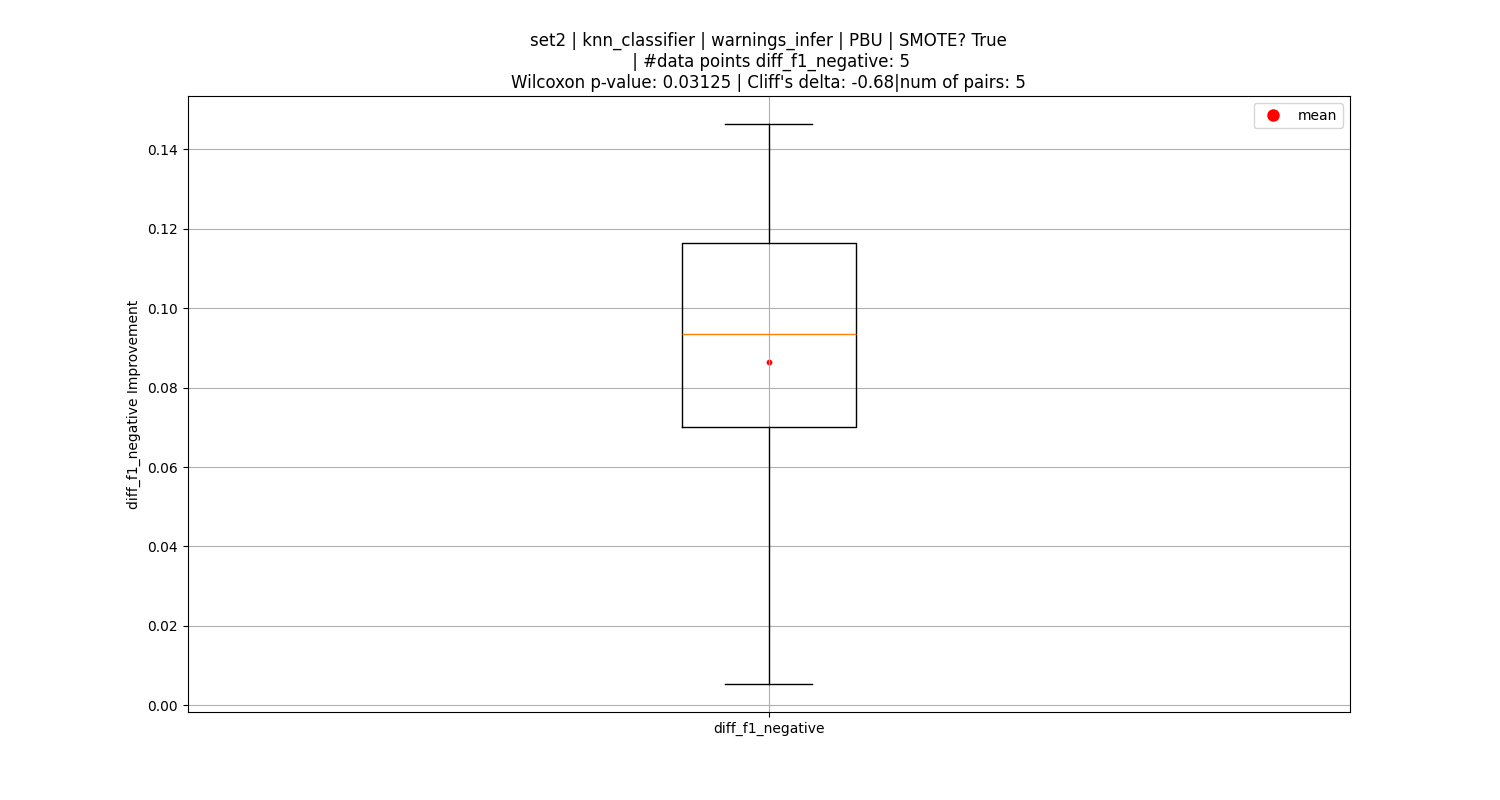 set2 | knn_classifier | warnings_infer | PBU | SMOTE? True
| #data points diff_f1_negative: 5
Wilcoxon p-value: 0.03125 | Cliff's delta: -0.68|num of pairs: 5
mean
0.14
0.12
0.10
0.08
0.06
0.04
0.02
0.00
diff_f1_negative Improvement
diff_f1_negative